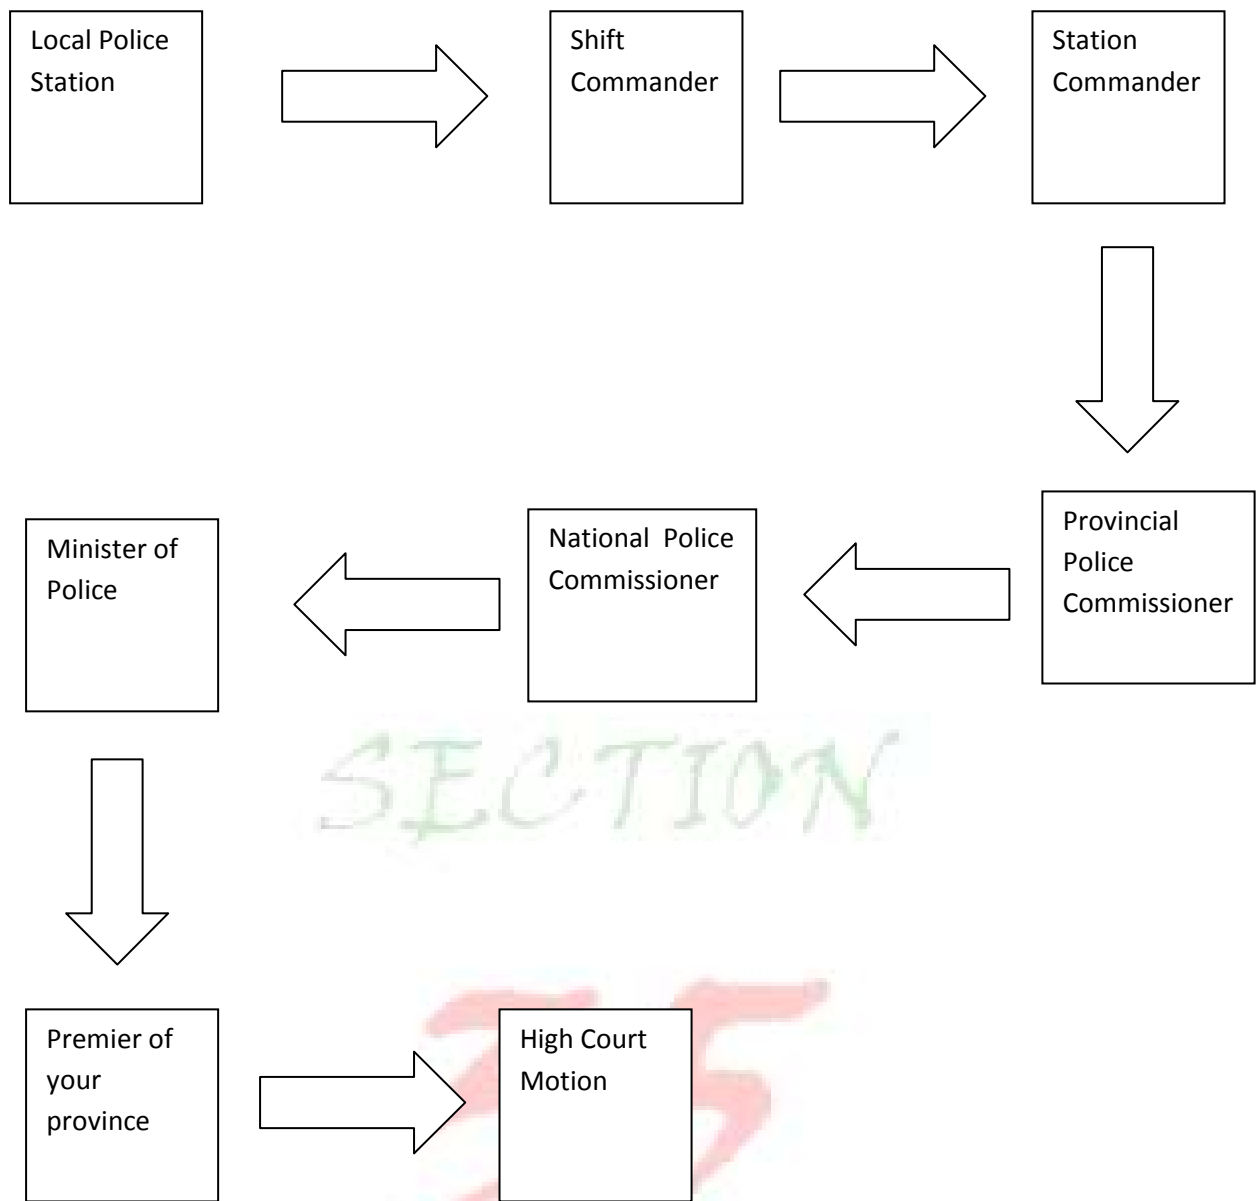 Local Police
Station
Shift
Commander
Station
Commander
Provincial
Police
Commissioner
National Police
Commissioner
Minister of
Police
SECTION
35
Premier of
your
province
High Court
Motion